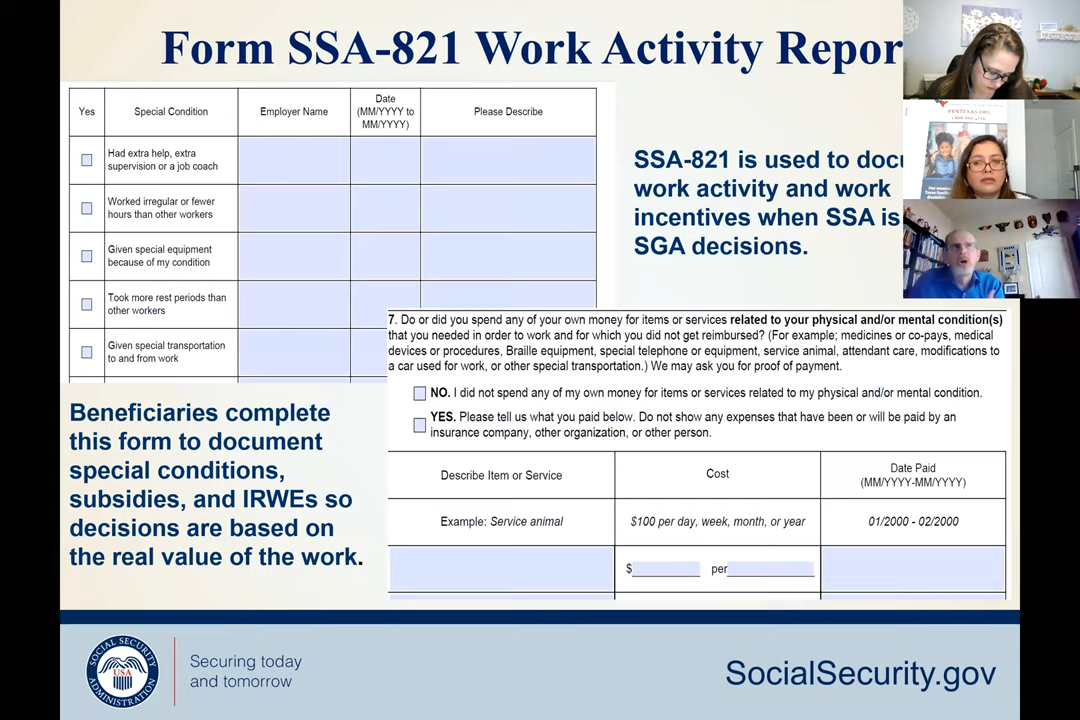 Form SSA-821 Work Activity Repor
Yes
Special Condition
Employer Name
Date
(MM/YYYY to
MM/YYYY)
Please Describe
Had extra help, extra
supervision or a job coach
Worked irregular or fewer
hours than other workers
Given special equipment
because of my condition
Took more rest periods than
other workers
Given special transportation
to and from work
SSA-821 is used to docu
work activity and work
incentives when SSA is
SGA decisions.
7. Do or did you spend any of your own money for items or services related to your physical and/or mental condition(s)
that you needed in order to work and for which you did not get reimbursed? (For example; medicines or co-pays, medical
devices or procedures, Braille equipment, special telephone or equipment, service animal, attendant care, modifications to
a car used for work, or other special transportation.) We may ask you for proof of payment.
NO. I did not spend any of my own money for items or services related to my physical and/or mental condition.
YES. Please tell us what you paid below. Do not show any expenses that have been or will be paid by an
insurance company, other organization, or other person.
Describe Item or Service
Cost
Date Paid
(MM/YYYY-MM/YYYY)
Example: Service animal
$100 per day, week, month, or year
01/2000 - 02/2000
$ per
Beneficiaries complete
this form to document
special conditions,
subsidies, and IRWEs so
decisions are based on
the real value of the work.
SOCIAL SECURITY
USA
ADMINISTRATION
Securing today
and tomorrow
SocialSecurity.gov